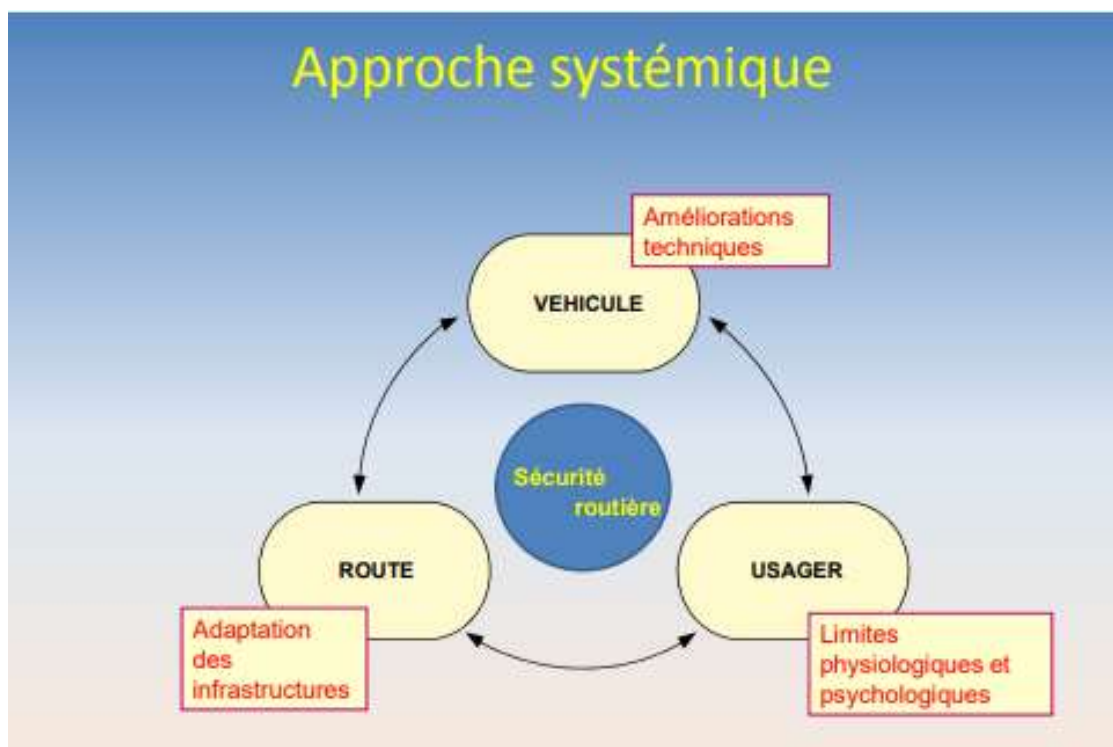 Approche systémique
Améliorations
techniques
VEHICULE
Sécurité
routière
ROUTE
USAGER
Adaptation
des
infrastructures
Limites
physiologiques et
psychologiques